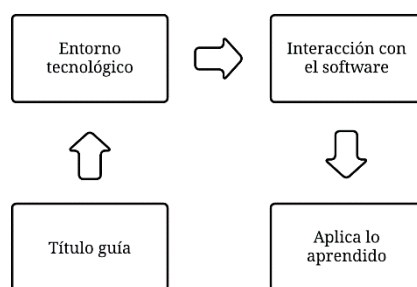 Entorno
tecnológico
Interacción con
el software
Título guía
Aplica lo
aprendido